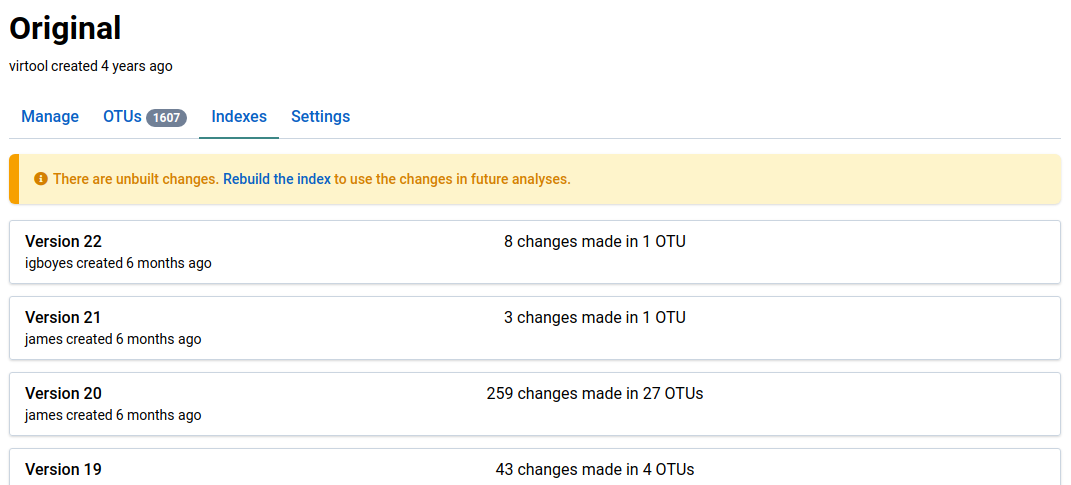 Original
virtool created 4 years ago
Manage OTUs 1607 Indexes Settings
There are unbuilt changes. Rebuild the index to use the changes in future analyses.
Version 22 8 changes made in 1 OTU
igboyes created 6 months ago
Version 21 3 changes made in 1 OTU
james created 6 months ago
Version 20 259 changes made in 27 OTUs
james created 6 months ago
Version 19 43 changes made in 4 OTUs